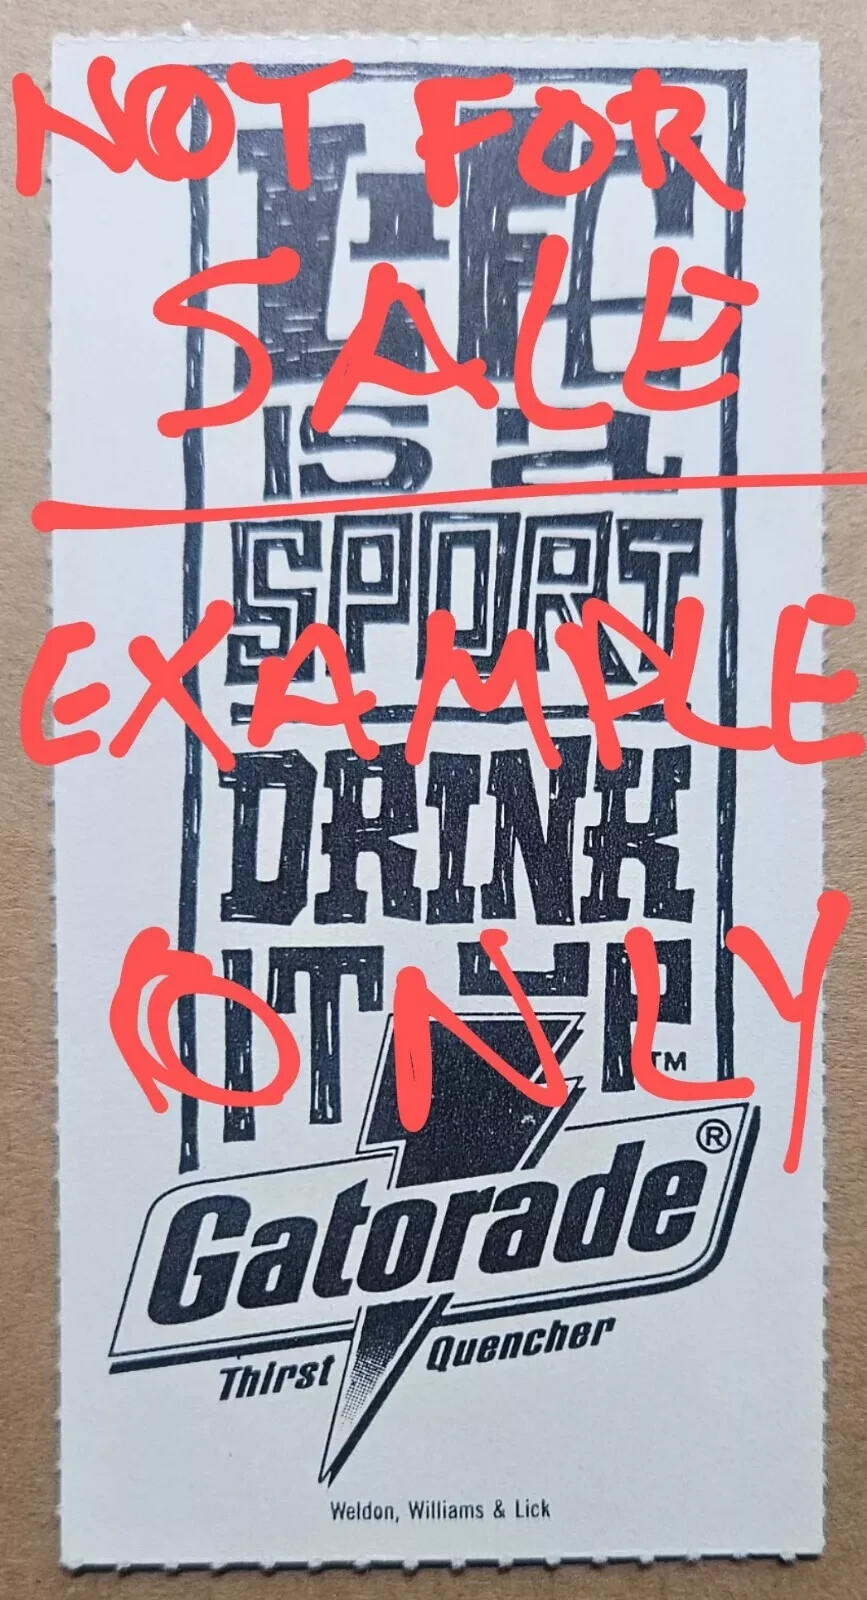 NOT FOR
SALE
EXAMPLE
ONLY
LiFE
IS a
SPORT
DRINK
IT UP
TM
Gatorade®
Thirst Quencher
Weldon, Williams & Lick